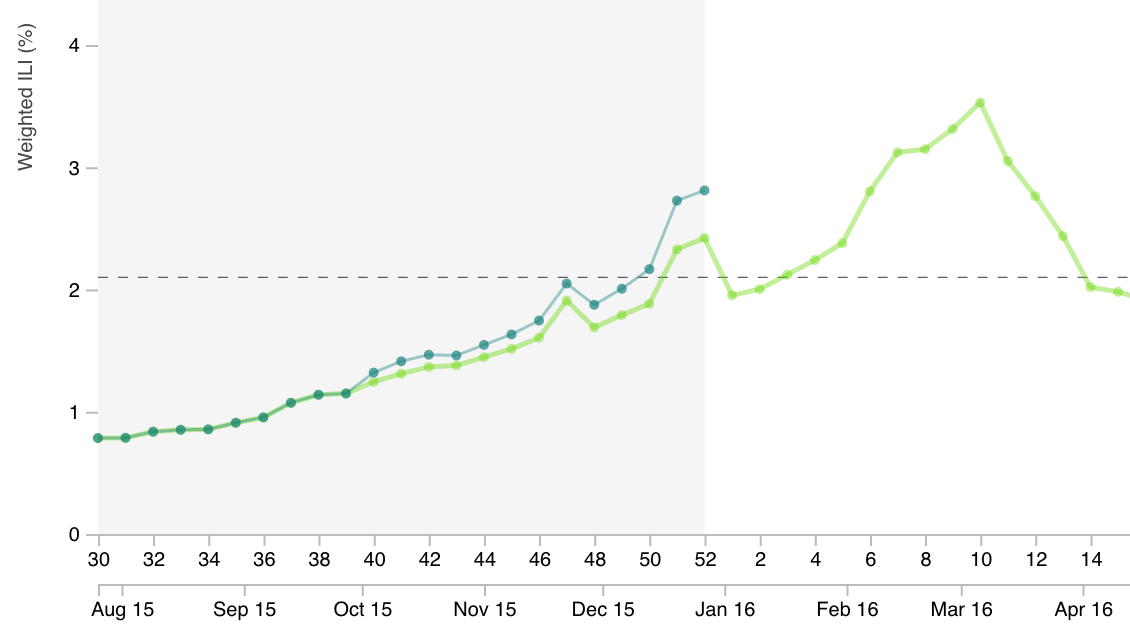 Weighted ILI (%)
4
3
2
1
0
30 32 34 36 38 40 42 44 46 48 50 52 2 4 6 8 10 12 14
Aug 15 Sep 15 Oct 15 Nov 15 Dec 15 Jan 16 Feb 16 Mar 16 Apr 16